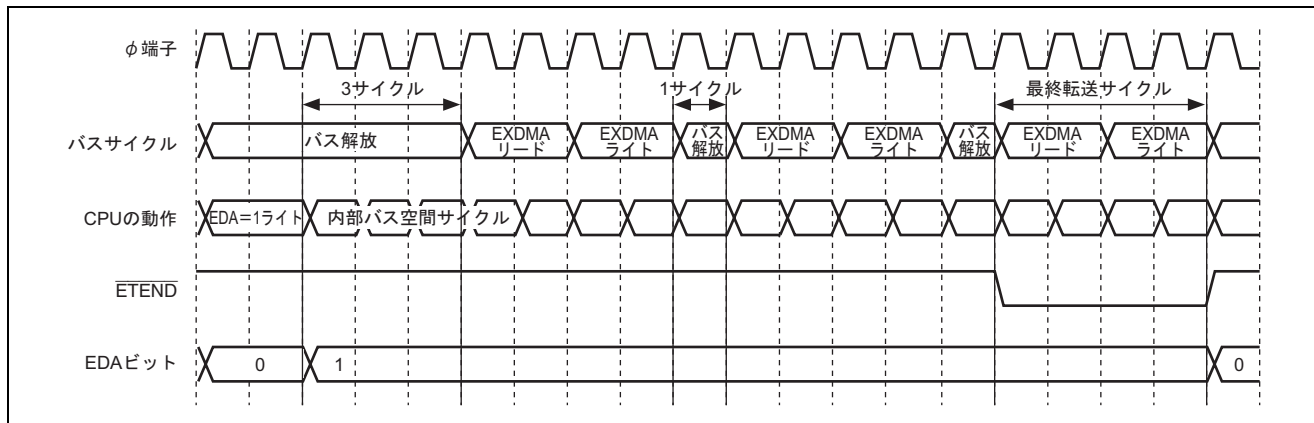 φ端子
3サイクル
1サイクル
最終転送サイクル
バスサイクル
バス解放
EXDMA
リード
EXDMA
ライト
バス
解放
EXDMA
リード
EXDMA
ライト
バス
解放
EXDMA
リード
EXDMA
ライト
CPUの動作
EDA=1ライト
内部バス空間サイクル
ETEND
EDAビット
0
1
0